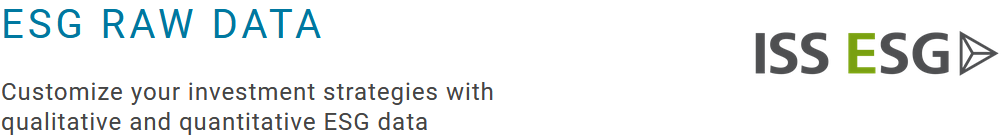 ESG RAW DATA
ISS ESG
Customize your investment strategies with
qualitative and quantitative ESG data